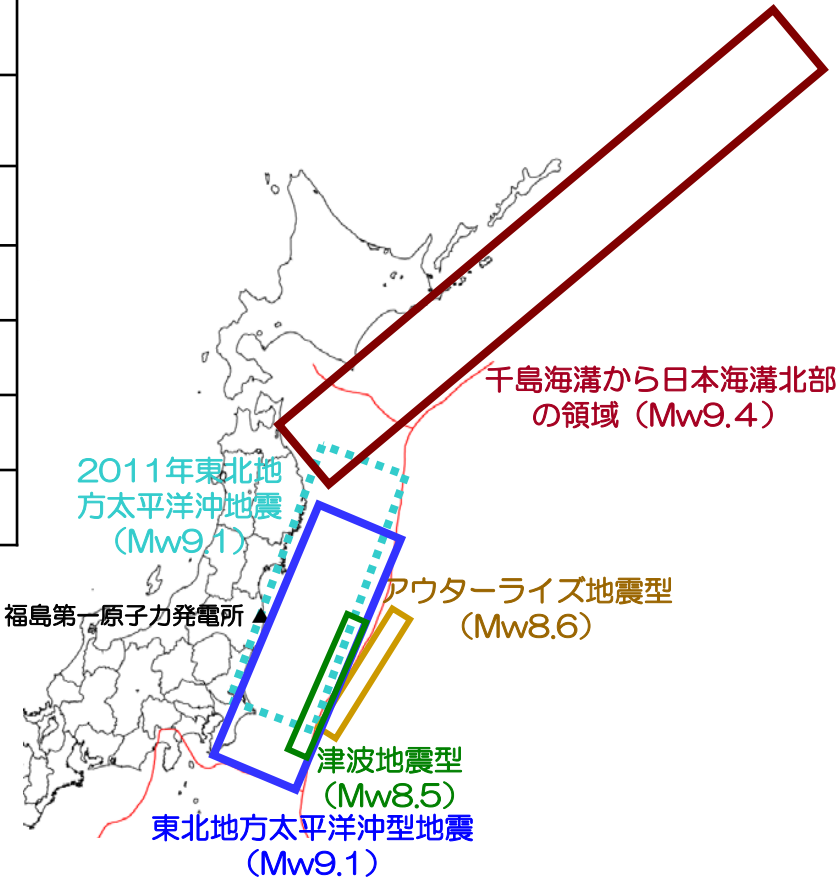 千島海溝から日本海溝北部
の領域（Mw9.4）
2011年東北地
方太平洋沖地震
（Mw9.1）
アウターライズ地震型
（Mw8.6）
福島第一原子力発電所
津波地震型
（Mw8.5）
東北地方太平洋沖型地震
（Mw9.1）